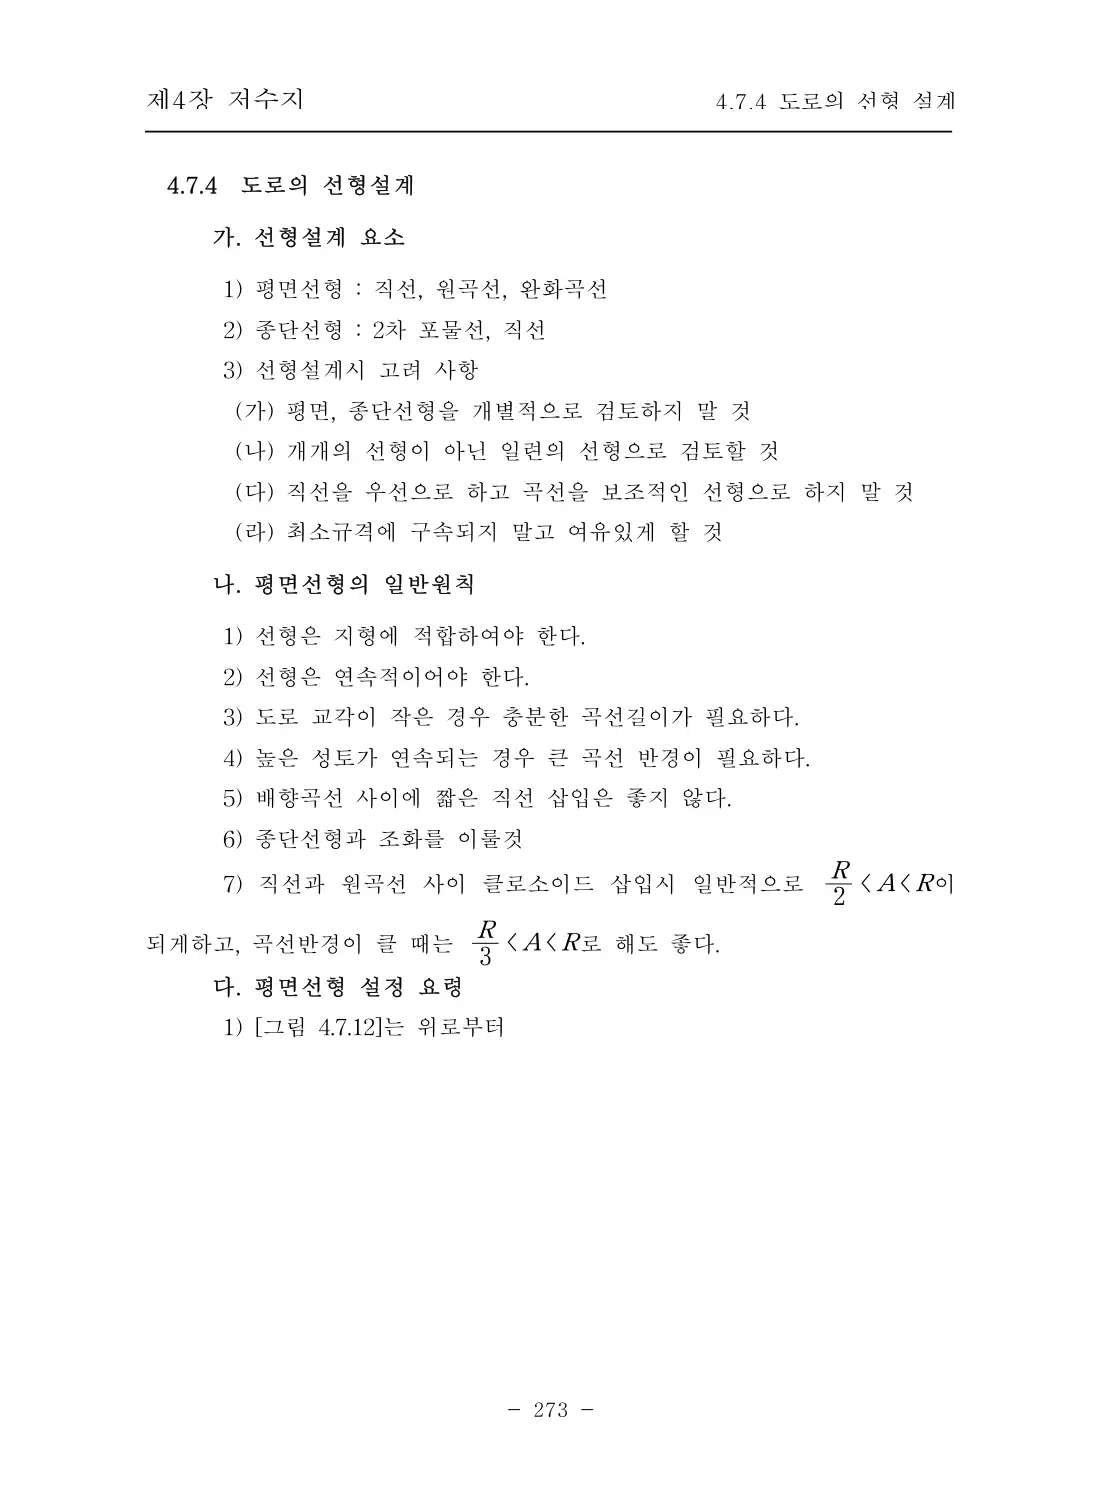 제4장 저수지
4.7.4 도로의 선형 설계
4.7.4 도로의 선형설계
가. 선형설계 요소
1) 평면선형 : 직선, 원곡선, 완화곡선
2) 종단선형 : 2차 포물선, 직선
3) 선형설계시 고려 사항
(가) 평면, 종단선형을 개별적으로 검토하지 말 것
(나) 개개의 선형이 아닌 일련의 선형으로 검토할 것
(다) 직선을 우선으로 하고 곡선을 보조적인 선형으로 하지 말 것
(라) 최소규격에 구속되지 말고 여유있게 할 것
나. 평면선형의 일반원칙
1) 선형은 지형에 적합하여야 한다.
2) 선형은 연속적이어야 한다.
3) 도로 교각이 작은 경우 충분한 곡선길이가 필요하다.
4) 높은 성토가 연속되는 경우 큰 곡선 반경이 필요하다.
5) 배향곡선 사이에 짧은 직선 삽입은 좋지 않다.
6) 종단선형과 조화를 이룰것
7) 직선과 원곡선 사이 클로소이드 삽입시 일반적으로 R/2 < A < R이
되게하고, 곡선반경이 클 때는 R/3 < A < R로 해도 좋다.
다. 평면선형 설정 요령
1) [그림 4.7.12]는 위로부터
- 273 -